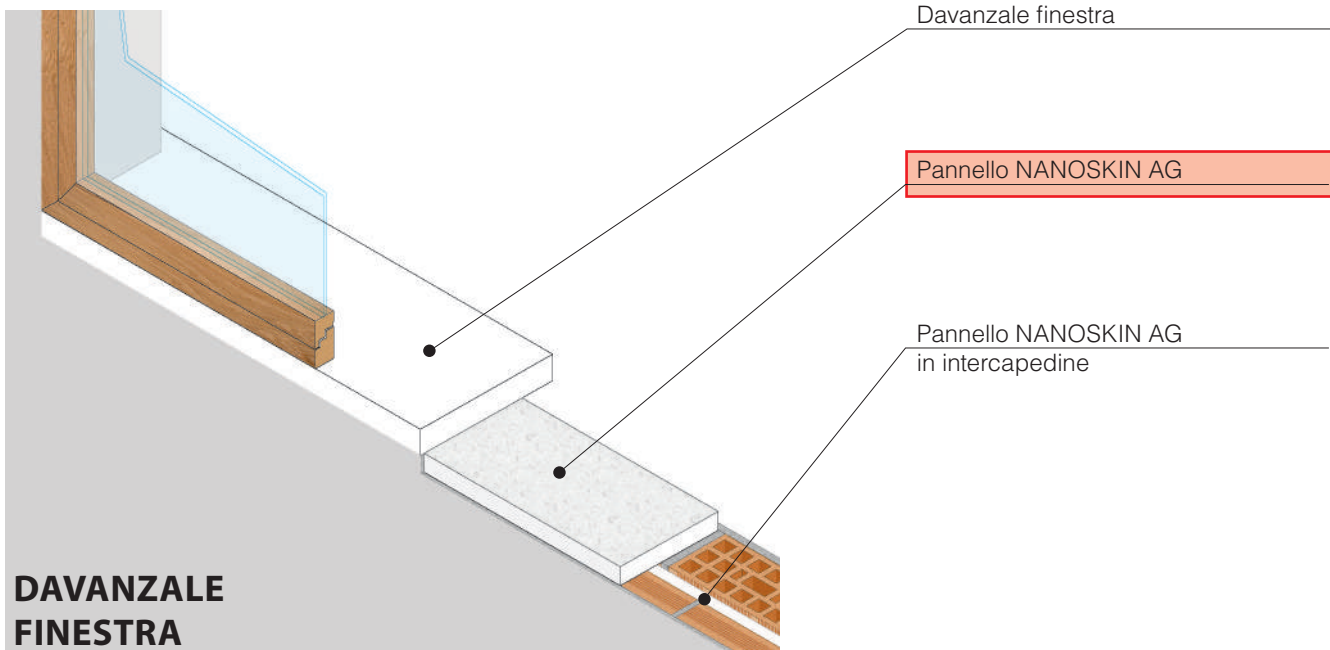 Davanzale finestra
Pannello NANOSKIN AG
Pannello NANOSKIN AG
in intercapedine
DAVANZALE
FINESTRA